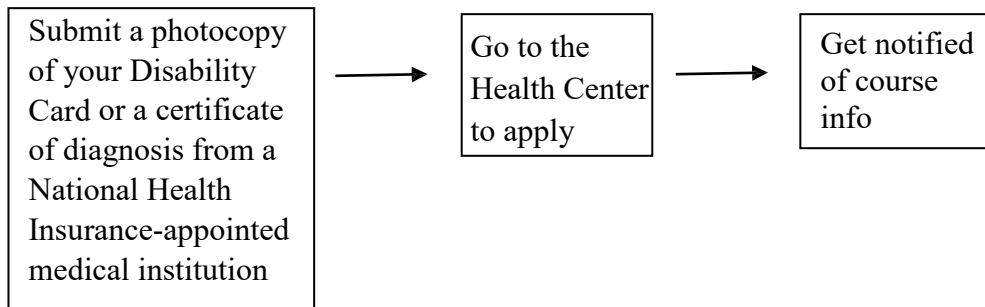 Submit a photocopy
of your Disability
Card or a certificate
of diagnosis from a
National Health
Insurance-appointed
medical institution
Go to the
Health Center
to apply
Get notified
of course
info